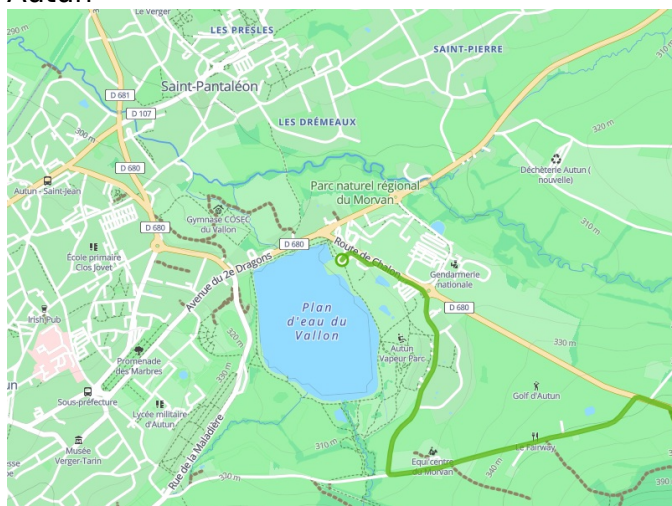 Autun
Le Verger
LES PRESLES
290 m
SAINT-PIERRE
310 m
Saint-Pantaléon
D 681
D 107
LES DRÉMEAUX
300 m
320 m
D 680
Autun - Saint-Jean
Déchèterie Autun (
nouvelle)
Parc naturel régional
du Morvan
Gymnase COSEC
du Vallon
310 m
D 680
Route de Chalon
École primaire
Clos Jovet
D 680
Avenue du 2e Dragons
Gendarmerie
nationale
Plan
d'eau du
Vallon
D 680
Irish Pub
320 m
330 m
330 m
Autun
Vapeur Parc
Promenade
des Marbres
Golf d'Autun
Sous-préfecture
Lycée militaire
d'Autun
Rue de la Maladière
310 m
Le Fairway
Musée
Verger-Tarin
Equi'centre
du Morvan
340 m
320 m
390 m